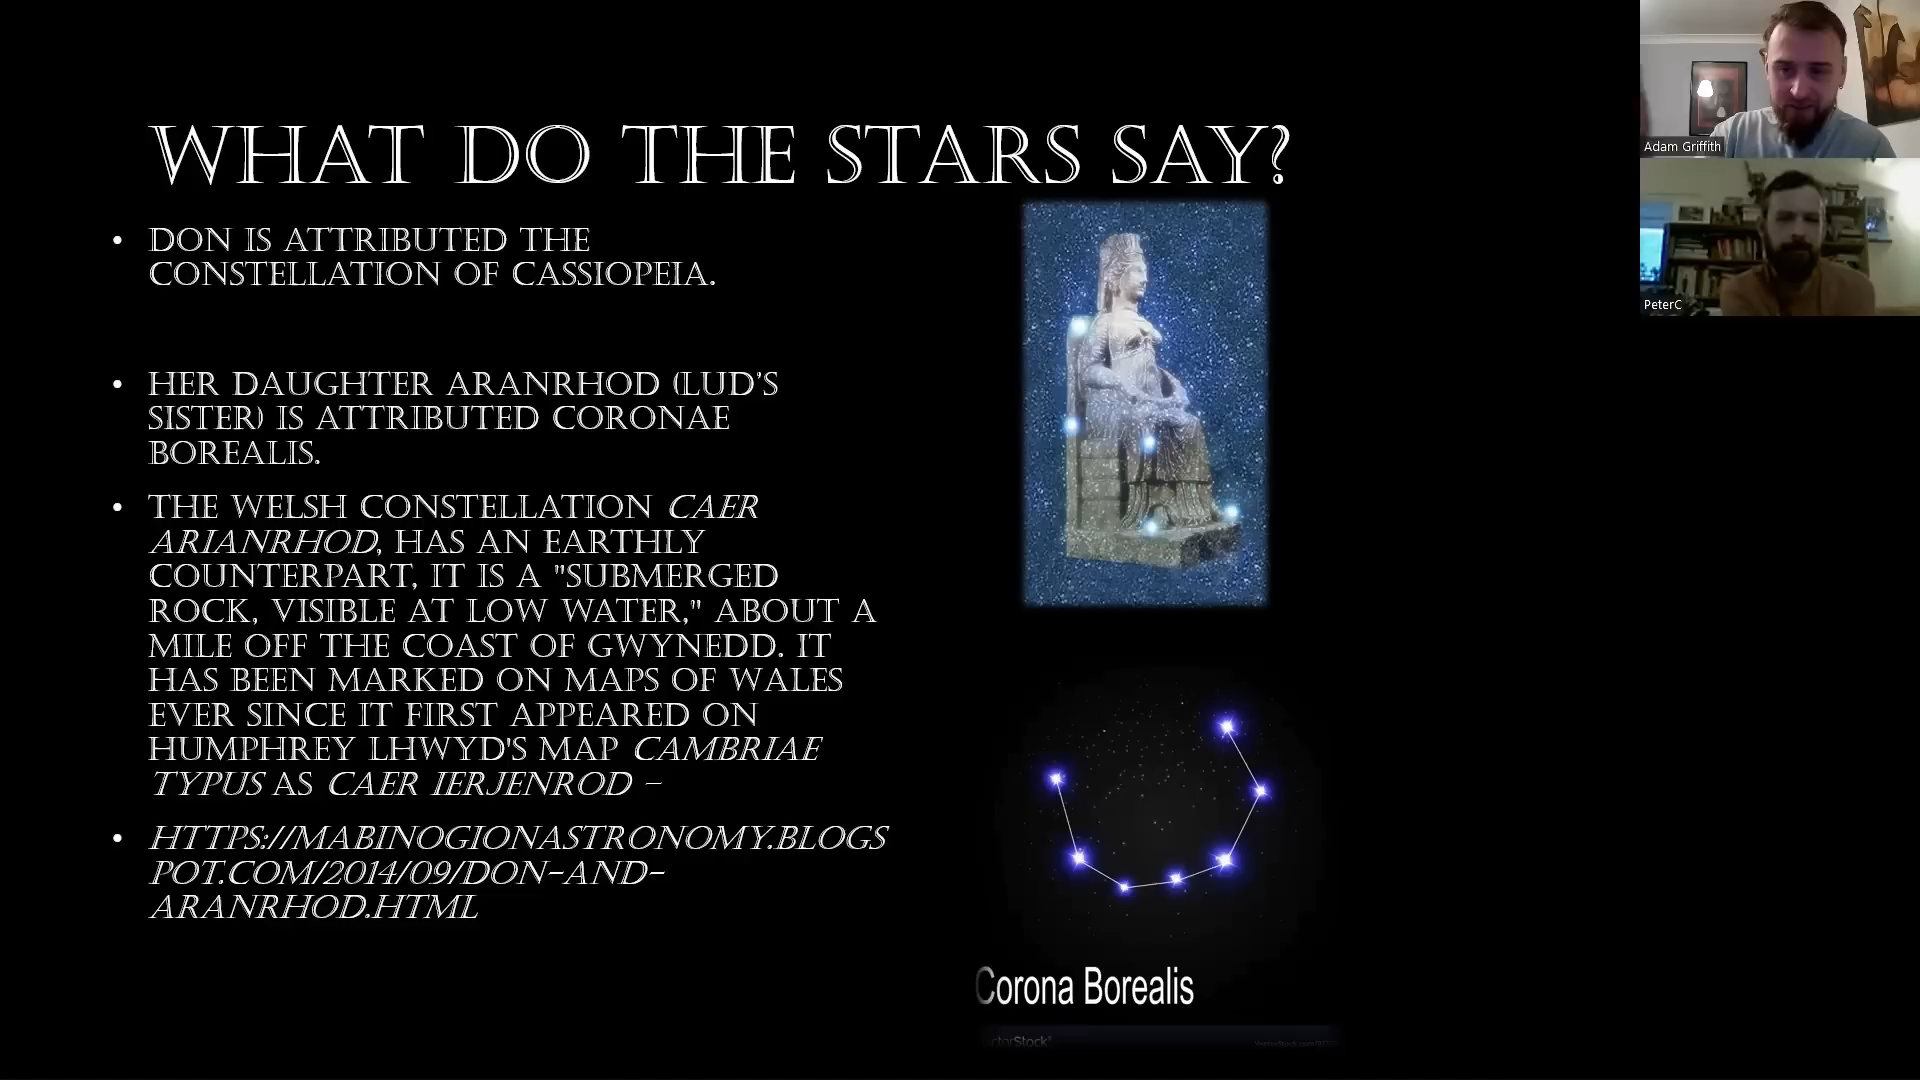 WHAT DO THE STARS SAY?
• DON IS ATTRIBUTED THE
CONSTELLATION OF CASSIOPEIA.
• HER DAUGHTER ARANRHOD (LUD'S
SISTER) IS ATTRIBUTED CORONAE
BOREALIS.
• THE WELSH CONSTELLATION CAER
ARIANRHOD, HAS AN EARTHLY
COUNTERPART, IT IS A "SUBMERGED
ROCK, VISIBLE AT LOW WATER," ABOUT A
MILE OFF THE COAST OF GWYNEDD. IT
HAS BEEN MARKED ON MAPS OF WALES
EVER SINCE IT FIRST APPEARED ON
HUMPHREY LHWYD'S MAP CAMBRIAE
TYPUS AS CAER IERJENROD –
• HTTPS://MABINOGIONASTRONOMY.BLOGS
POT.COM/2014/09/DON-AND-
ARANRHOD.HTML
Corona Borealis
ctorStock
Adam Griffith
PeterC